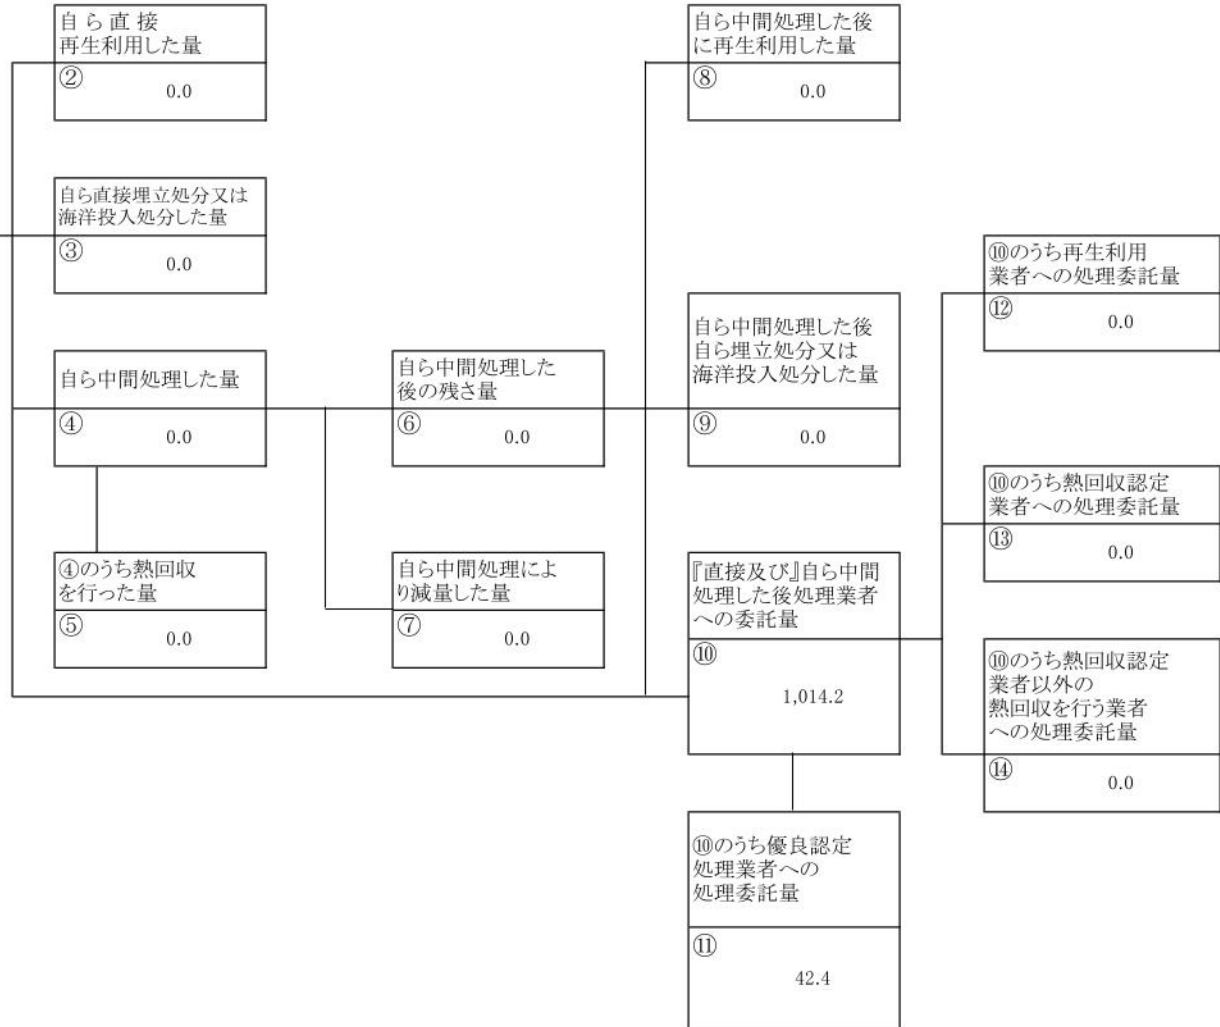 自 ら 直 接
再生利用した量
②
0.0
自ら直接埋立処分又は
海洋投入処分した量
③
0.0
自ら中間処理した量
④
0.0
④のうち熱回収
を行った量
⑤
0.0
自ら中間処理した
後の残さ量
⑥
0.0
自ら中間処理によ
り減量した量
⑦
0.0
自ら中間処理した後
に再生利用した量
⑧
0.0
自ら中間処理した後
自ら埋立処分又は
海洋投入処分した量
⑨
0.0
『直接及び』自ら中間
処理した後処理業者
への委託量
⑩
1,014.2
⑩のうち優良認定
処理業者への
処理委託量
⑪
42.4
⑩のうち再生利用
業者への処理委託量
⑫
0.0
⑩のうち熱回収認定
業者への処理委託量
⑬
0.0
⑩のうち熱回収認定
業者以外の
熱回収を行う業者
への処理委託量
⑭
0.0